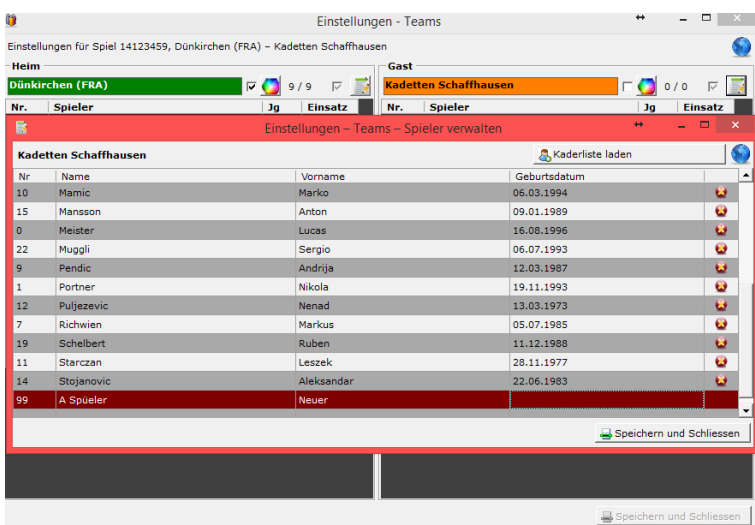 Einstellungen - Teams
Einstellungen für Spiel 14123459, Dünkirchen (FRA) – Kadetten Schaffhausen
Heim Gast
Dünkirchen (FRA) 9 / 9 Kadetten Schaffhausen 0 / 0
Nr. Spieler Jg Einsatz Nr. Spieler Jg Einsatz
Einstellungen – Teams – Spieler verwalten
Kadetten Schaffhausen Kaderliste laden
Nr Name Vorname Geburtsdatum
10 Mamic Marko 06.03.1994
15 Mansson Anton 09.01.1989
0 Meister Lucas 16.08.1996
22 Muggli Sergio 06.07.1993
9 Pendic Andrija 12.03.1987
1 Portner Nikola 19.11.1993
12 Puljezevic Nenad 13.03.1973
7 Richwien Markus 05.07.1985
19 Schelbert Ruben 11.12.1988
11 Starczan Leszek 28.11.1977
14 Stojanovic Aleksandar 22.06.1983
99 A Spüeler Neuer
Speichern und Schliessen
Speichern und Schliessen